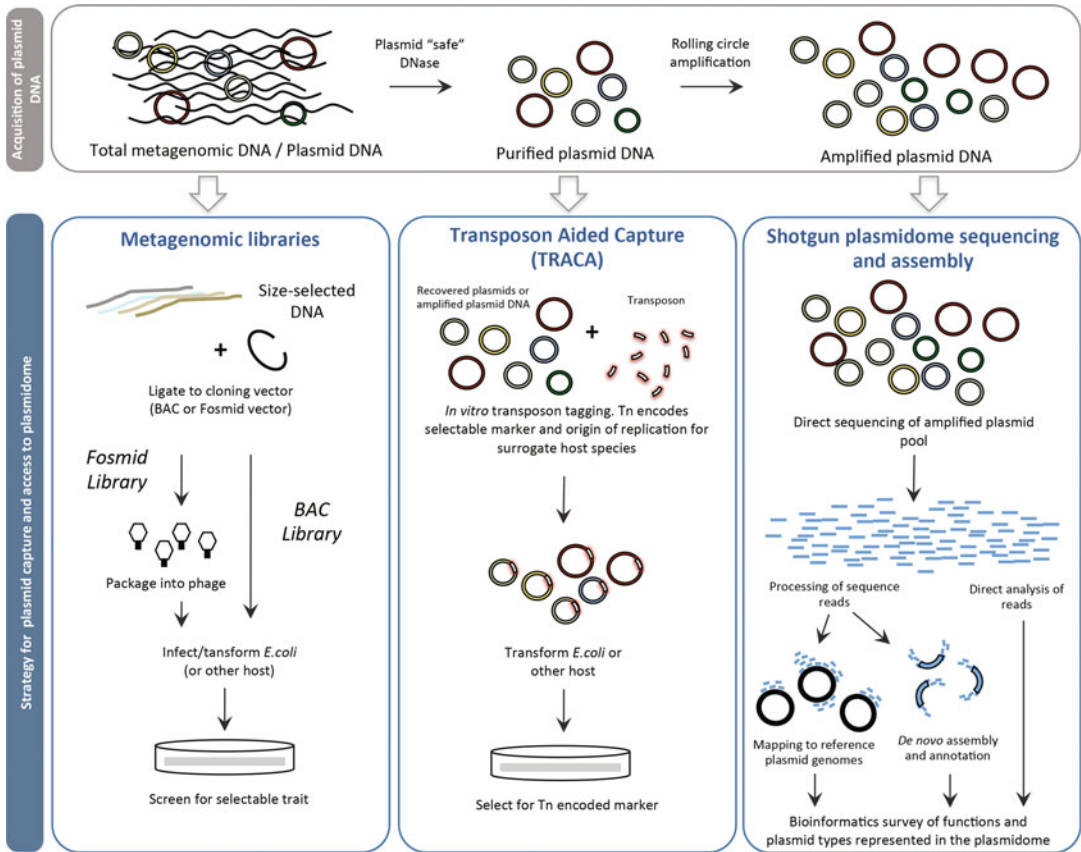 Acquisition of plasmid
DNA
Plasmid "safe"
DNase
Rolling circle
amplification
Total metagenomic DNA / Plasmid DNA
Purified plasmid DNA
Amplified plasmid DNA
Strategy for plasmid capture and access to plasmidome
Metagenomic libraries
Size-selected
DNA
+
Ligate to cloning vector
(BAC or Fosmid vector)
Fosmid
Library
BAC
Library
Package into phage
Infect/tansform E.coli
(or other host)
Screen for selectable trait
Transposon Aided Capture
(TRACA)
Recovered plasmids or
amplified plasmid DNA
Transposon
+
In vitro transposon tagging. Tn encodes
selectable marker and origin of replication for
surrogate host species
Transform E.coli or
other host
Select for Tn encoded marker
Shotgun plasmidome sequencing
and assembly
Direct sequencing of amplified plasmid
pool
Processing of sequence
reads
Direct analysis of
reads
Mapping to reference
plasmid genomes
De novo assembly
and annotation
Bioinformatics survey of functions and
plasmid types represented in the plasmidome